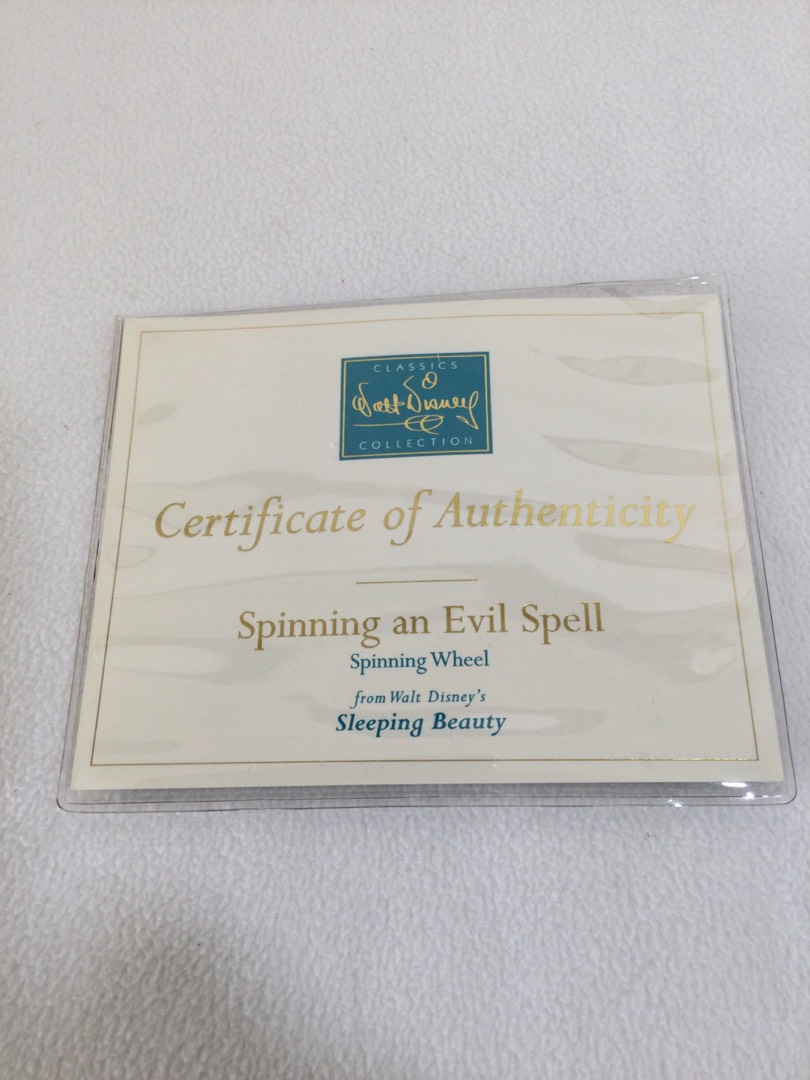 CLASSICS
Walt Disney
COLLECTION
Certificate of Authenticity
Spinning an Evil Spell
Spinning Wheel
from Walt Disney's
Sleeping Beauty